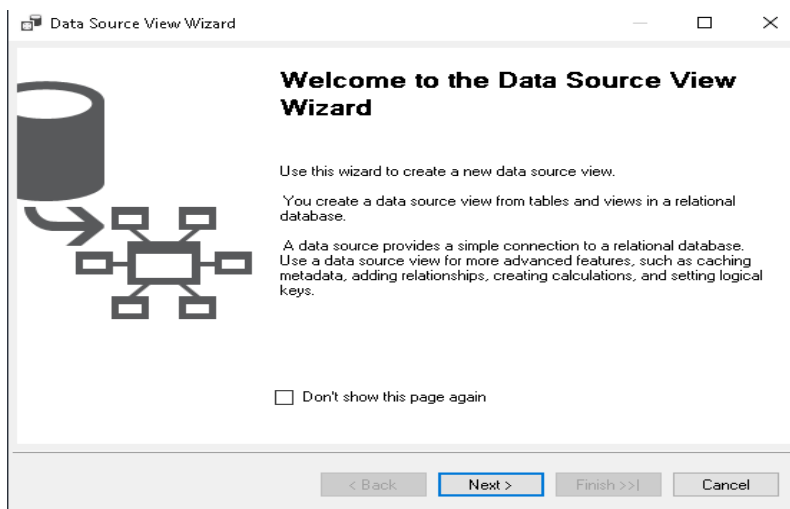 Data Source View Wizard
Welcome to the Data Source View
Wizard
Use this wizard to create a new data source view.
You create a data source view from tables and views in a relational
database.
A data source provides a simple connection to a relational database.
Use a data source view for more advanced features, such as caching
metadata, adding relationships, creating calculations, and setting logical
keys.
Don't show this page again
< Back Next > Finish >>| Cancel